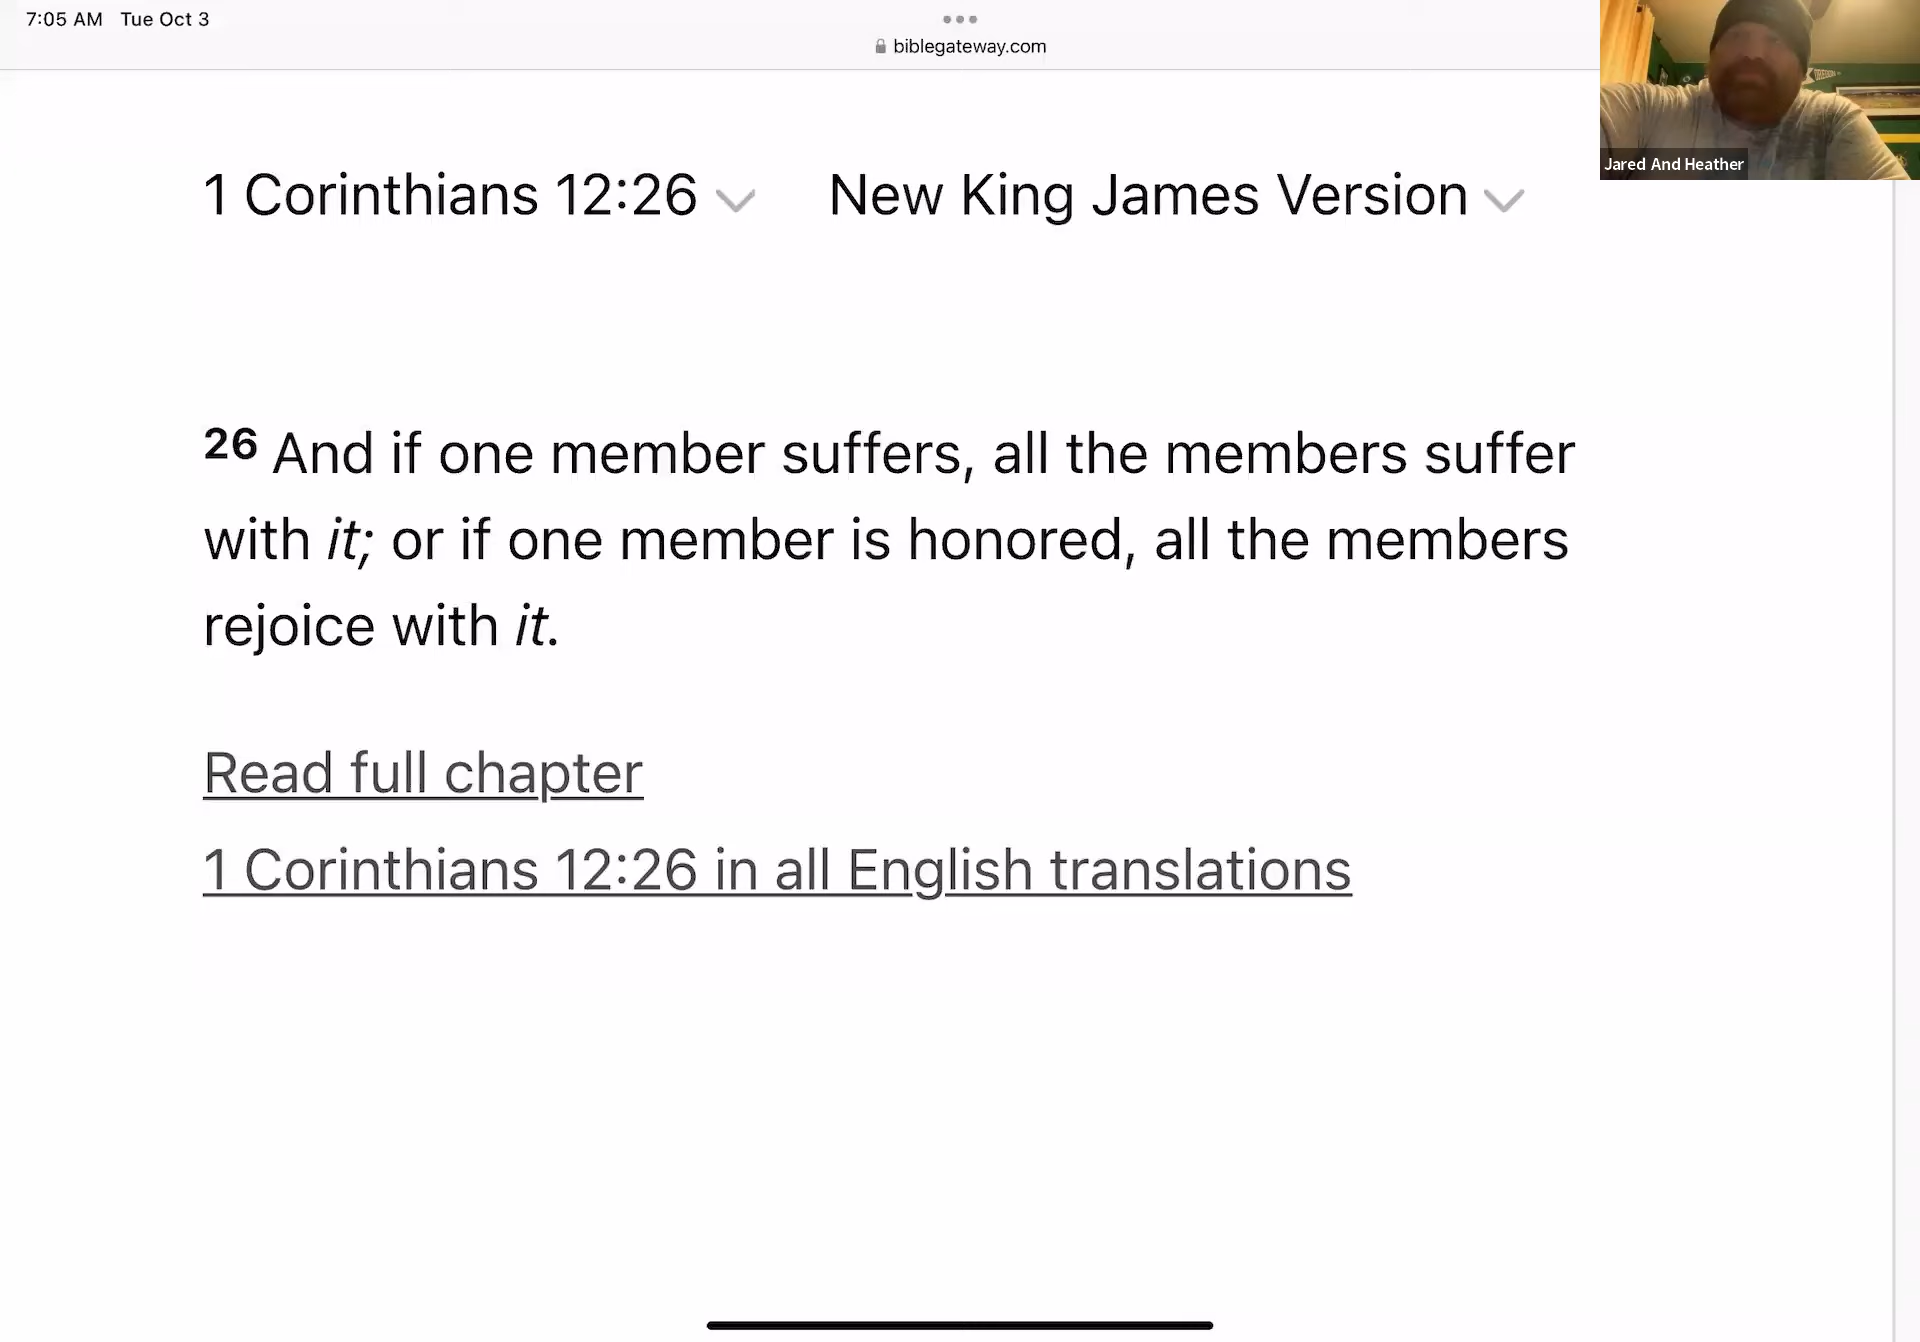 7:05 AM Tue Oct 3
biblegateway.com
Jared And Heather
1 Corinthians 12:26 New King James Version
26 And if one member suffers, all the members suffer
with it; or if one member is honored, all the members
rejoice with it.
Read full chapter
1 Corinthians 12:26 in all English translations